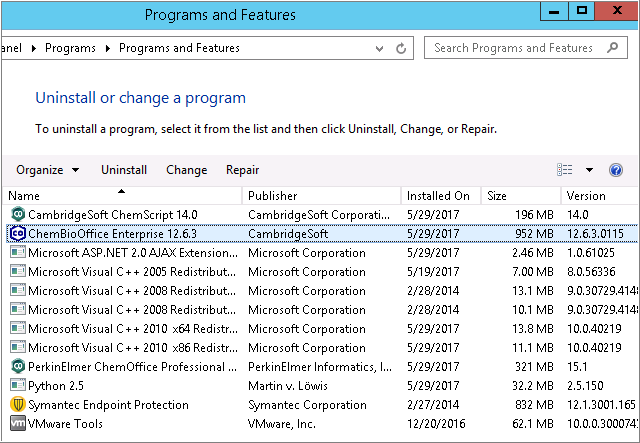 Programs and Features
anel ▸ Programs ▸ Programs and Features Search Programs and Features
Uninstall or change a program
To uninstall a program, select it from the list and then click Uninstall, Change, or Repair.
Organize Uninstall Change Repair
Name Publisher Installed On Size Version
CambridgeSoft ChemScript 14.0 CambridgeSoft Corporati... 5/29/2017 196 MB 14.0
ChemBioOffice Enterprise 12.6.3 CambridgeSoft 5/29/2017 952 MB 12.6.3.0115
Microsoft ASP.NET 2.0 AJAX Extension... Microsoft Corporation 5/29/2017 2.46 MB 1.0.61025
Microsoft Visual C++ 2005 Redistribut... Microsoft Corporation 5/19/2017 7.00 MB 8.0.56336
Microsoft Visual C++ 2008 Redistribut... Microsoft Corporation 2/28/2014 13.1 MB 9.0.30729.4148
Microsoft Visual C++ 2008 Redistribut... Microsoft Corporation 2/28/2014 10.1 MB 9.0.30729.4148
Microsoft Visual C++ 2010 x64 Redistr... Microsoft Corporation 5/29/2017 13.8 MB 10.0.40219
Microsoft Visual C++ 2010 x86 Redistr... Microsoft Corporation 5/29/2017 11.1 MB 10.0.40219
PerkinElmer ChemOffice Professional ... PerkinElmer Informatics, I... 5/29/2017 321 MB 15.1
Python 2.5 Martin v. Löwis 5/29/2017 32.2 MB 2.5.150
Symantec Endpoint Protection Symantec Corporation 2/27/2014 832 MB 12.1.3001.165
VMware Tools VMware, Inc. 12/20/2016 62.1 MB 10.0.0.3000743